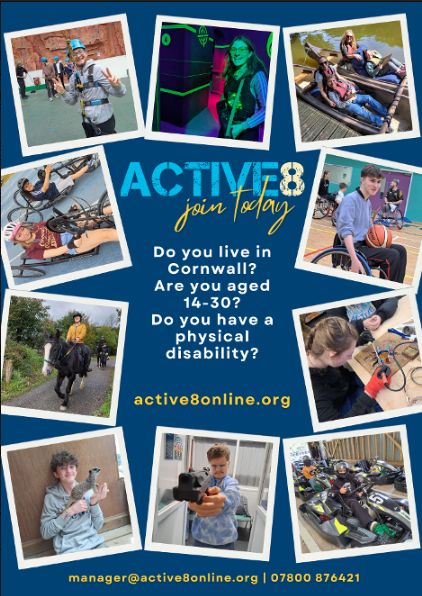 ACTIVE8
join today
Do you live in
Cornwall?
Are you aged
14-30?
Do you have a
physical
disability?
active8online.org
manager@active8online.org | 07800 876421